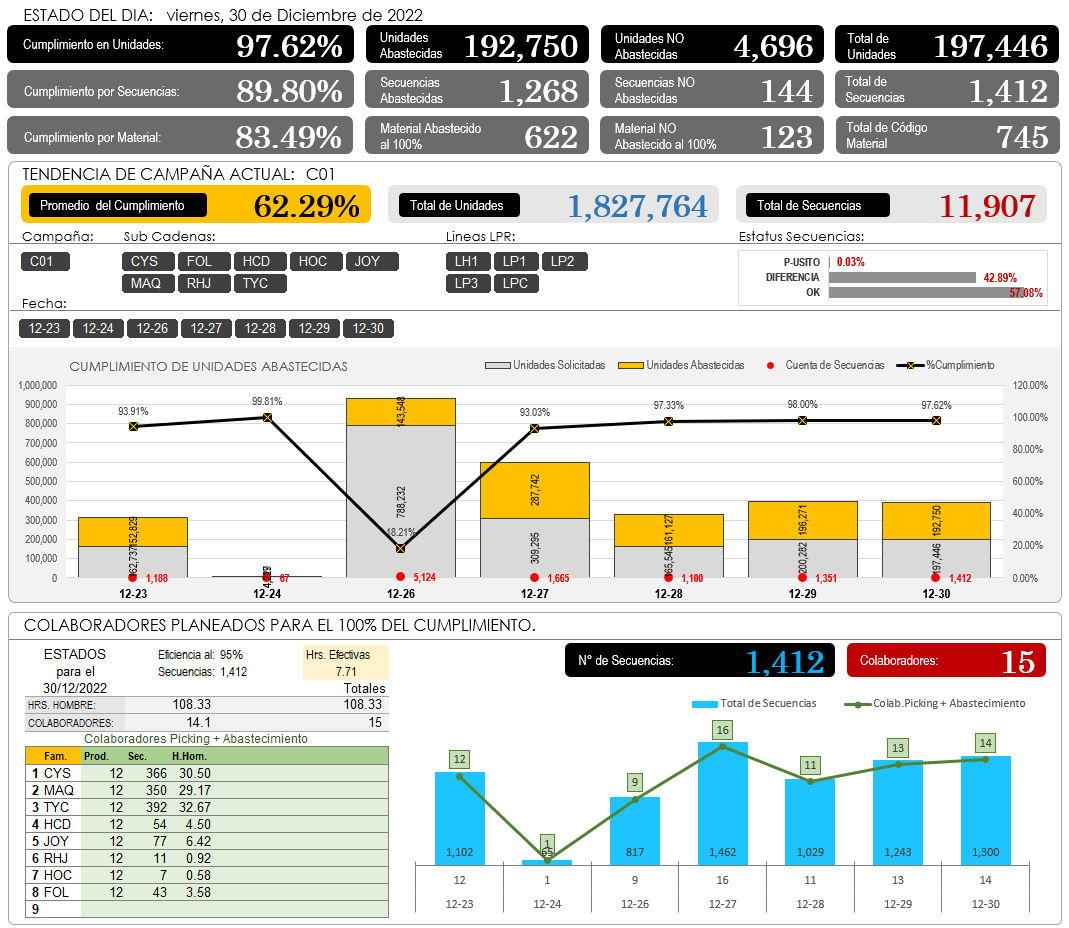 ESTADO DEL DIA: viernes, 30 de Diciembre de 2022
Cumplimiento en Unidades: 97.62% Unidades Abastecidas 192,750 Unidades NO Abastecidas 4,696 Total de Unidades 197,446
Cumplimiento por Secuencias: 89.80% Secuencias Abastecidas 1,268 Secuencias NO Abastecidas 144 Total de Secuencias 1,412
Cumplimiento por Material: 83.49% Material Abastecido al 100% 622 Material NO Abastecido al 100% 123 Total de Código Material 745
TENDENCIA DE CAMPAÑA ACTUAL: C01
Promedio del Cumplimiento 62.29% Total de Unidades 1,827,764 Total de Secuencias 11,907
Campaña: Sub Cadenas: Lineas LPR: Estatus Secuencias:
C01 CYS FOL HCD HOC JOY LH1 LP1 LP2
MAQ RHJ TYC LP3 LPC
P-USITO 0.03%
DIFERENCIA 42.89%
OK 57.08%
Fecha:
12-23 12-24 12-26 12-27 12-28 12-29 12-30
CUMPLIMIENTO DE UNIDADES ABASTECIDAS
Unidades Solicitadas Unidades Abastecidas Cuenta de Secuencias %Cumplimiento
1,000,000 120.00%
900,000
800,000 100.00%
700,000 80.00%
600,000
500,000 60.00%
400,000 40.00%
300,000
200,000 20.00%
100,000
0 0.00%
93.91% 99.81% 18.21% 93.03% 97.33% 98.00% 97.62%
152,829 143,548 287,742 161,127 196,271 192,750
162,737 788,232 309,295 165,545 200,282 197,446
1,188 67 5,124 1,665 1,100 1,351 1,412
12-23 12-24 12-26 12-27 12-28 12-29 12-30
COLABORADORES PLANEADOS PARA EL 100% DEL CUMPLIMIENTO.
ESTADOS para el 30/12/2022
Eficiencia al: 95% Hrs. Efectivas
Secuencias: 1,412 7.71
Totales
HRS. HOMBRE: 108.33 108.33
COLABORADORES: 14.1 15
Colaboradores Picking + Abastecimiento
Fam. Prod. Sec. H.Hom.
1 CYS 12 366 30.50
2 MAQ 12 350 29.17
3 TYC 12 392 32.67
4 HCD 12 54 4.50
5 JOY 12 77 6.42
6 RHJ 12 11 0.92
7 HOC 12 7 0.58
8 FOL 12 43 3.58
9
N° de Secuencias: 1,412 Colaboradores: 15
Total de Secuencias Colab.Picking + Abastecimiento
12 1 9 16 11 13 14
1,102 65 817 1,462 1,029 1,243 1,300
12 1 9 16 11 13 14
12-23 12-24 12-26 12-27 12-28 12-29 12-30